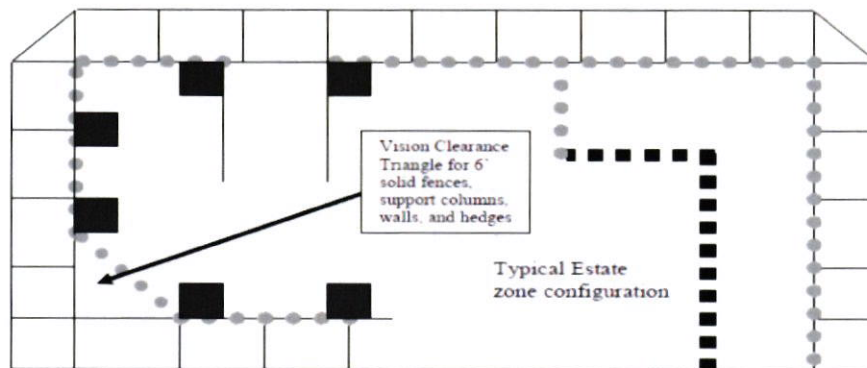 Vision Clearance
Triangle for 6`
solid fences,
support columns,
walls, and hedges
Typical Estate
zone configuration